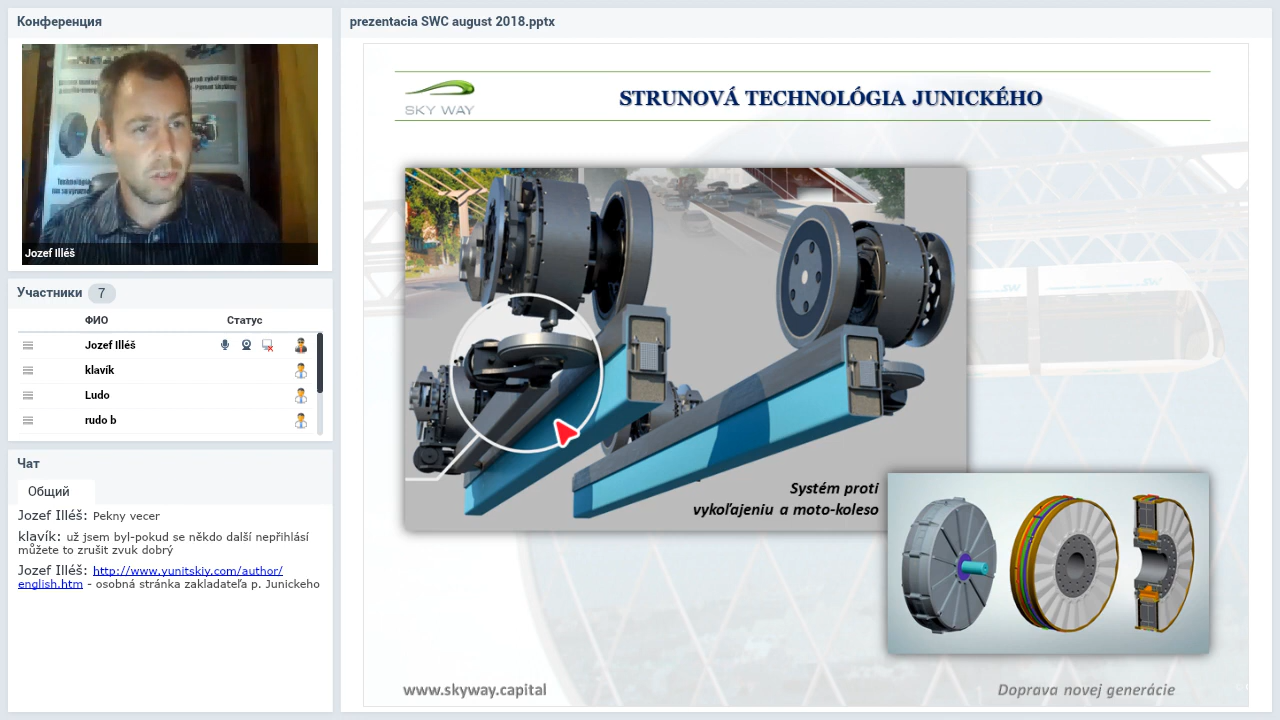 Конференция
Jozef Illéš
Участники 7
ФИО Статус
Jozef Illéš
klavík
Ludo
rudo b
Чат
Общий
Jozef Illéš: Pekny vecer
klavík: už jsem byl-pokud se někdo další nepřihlásí
můžete to zrušit zvuk dobrý
Jozef Illéš: http://www.yunitskiy.com/author/
english.htm - osobná stránka zakladateľa p. Junickeho
prezentacia SWC august 2018.pptx
SKY WAY
STRUNOVÁ TECHNOLÓGIA JUNICKÉHO
SW
SW
Systém proti
vykoľajeniu a moto-koleso
www.skyway.capital
Doprava novej generácie